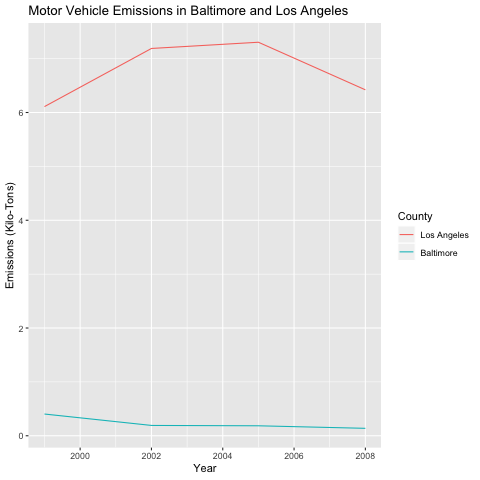 Motor Vehicle Emissions in Baltimore and Los Angeles
Emissions (Kilo-Tons)
6
4
2
0
2000 2002 2004 2006 2008
Year
County
Los Angeles
Baltimore